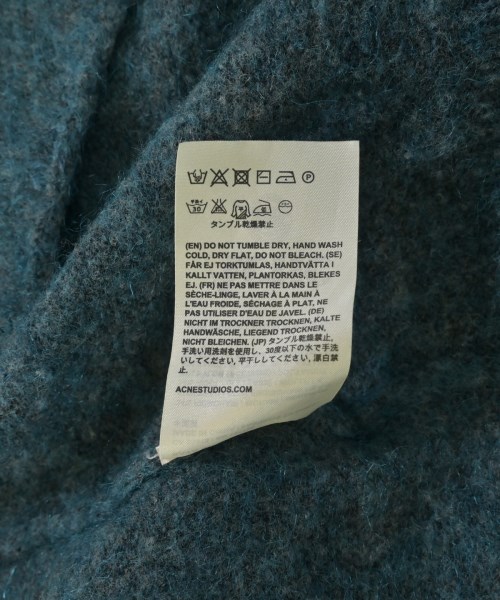 P
30
タンブル乾燥禁止
(EN) DO NOT TUMBLE DRY, HAND WASH
COLD, DRY FLAT, DO NOT BLEACH. (SE)
FÅR EJ TORKTUMLAS, HANDTVÄTTA I
KALLT VATTEN, PLANTORKAS, BLEKES
EJ. (FR) NE PAS METTRE DANS LE
SÈCHE-LINGE, LAVER À LA MAIN À
L'EAU FROIDE, SÉCHAGE À PLAT, NE
PAS UTILISER D'EAU DE JAVEL. (DE)
NICHT IM TROCKNER TROCKNEN, KALTE
HANDWÄSCHE, LIEGEND TROCKNEN,
NICHT BLEICHEN. (JP) タンブル乾燥禁止,
手洗い用洗剤を使用し、30度以下の水で手洗
いしてください, 平干ししてください, 漂白禁
止.
ACNESTUDIOS.COM